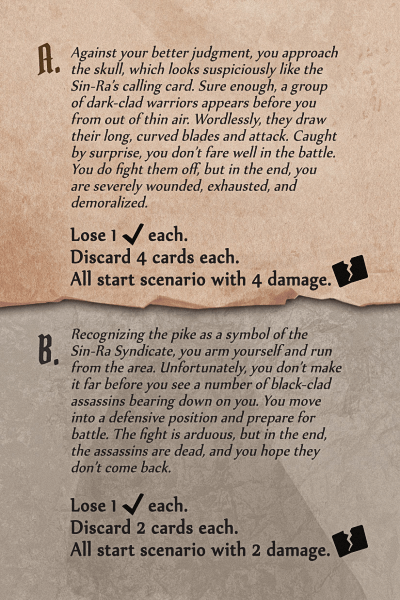 A.
Against your better judgment, you approach
the skull, which looks suspiciously like the
Sin-Ra's calling card. Sure enough, a group
of dark-clad warriors appears before you
from out of thin air. Wordlessly, they draw
their long, curved blades and attack. Caught
by surprise, you don't fare well in the battle.
You do fight them off, but in the end, you
are severely wounded, exhausted, and
demoralized.
Lose 1 ✓ each.
Discard 4 cards each.
All start scenario with 4 damage.
B.
Recognizing the pike as a symbol of the
Sin-Ra Syndicate, you arm yourself and run
from the area. Unfortunately, you don't make
it far before you see a number of black-clad
assassins bearing down on you. You move
into a defensive position and prepare for
battle. The fight is arduous, but in the end,
the assassins are dead, and you hope they
don't come back.
Lose 1 ✓ each.
Discard 2 cards each.
All start scenario with 2 damage.